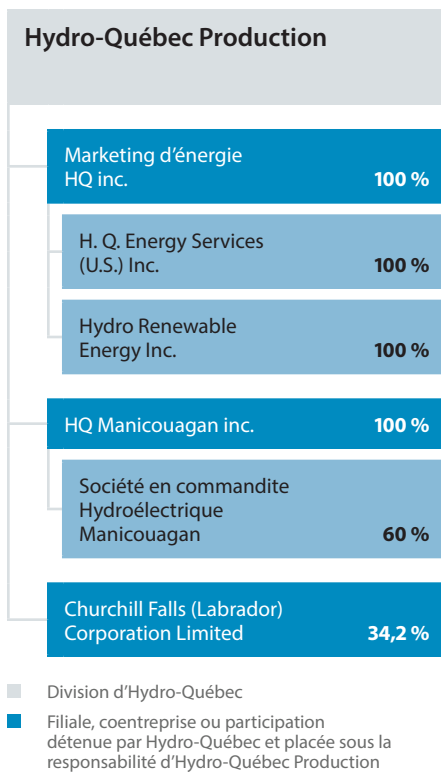 Hydro-Québec Production
Marketing d'énergie
HQ inc. 100 %
H. Q. Energy Services
(U.S.) Inc. 100 %
Hydro Renewable
Energy Inc. 100 %
HQ Manicouagan inc. 100 %
Société en commandite
Hydroélectrique
Manicouagan 60 %
Churchill Falls (Labrador)
Corporation Limited 34,2 %
Division d'Hydro-Québec
Filiale, coentreprise ou participation
détenue par Hydro-Québec et placée sous la
responsabilité d'Hydro-Québec Production